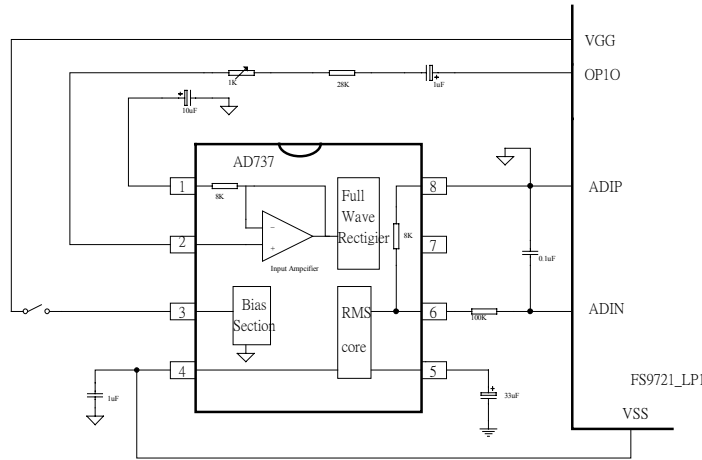 VGG
OP1O
1K
28K
1uF
10uF
AD737
1
8
ADIP
8K
Full
Wave
Rectigier
8K
2
7
Input Ampcifier
0.1uF
3
Bias
Section
RMS
core
6
100K
ADIN
4
5
1uF
33uF
FS9721_LP1
VSS